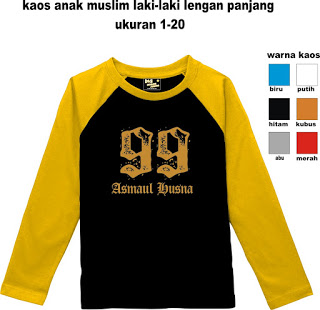 kaos anak muslim laki-laki lengan panjang
ukuran 1-20
warna kaos
biru putih
hitam kubus
abu merah
99
Asmaul Husna